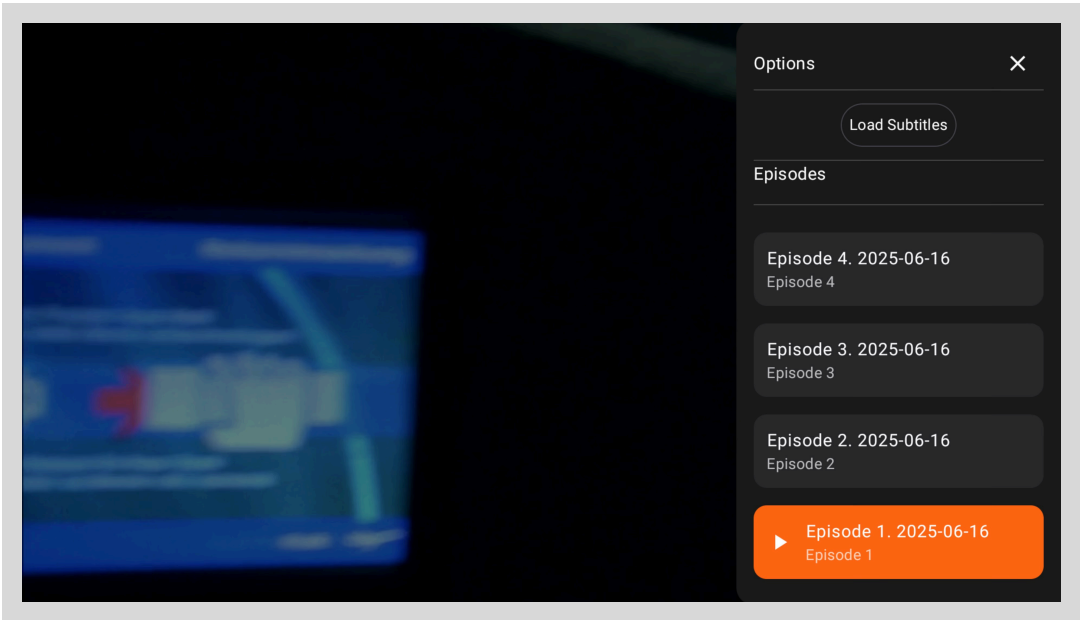 Options
Load Subtitles
Episodes
Episode 4. 2025-06-16
Episode 4
Episode 3. 2025-06-16
Episode 3
Episode 2. 2025-06-16
Episode 2
Episode 1. 2025-06-16
Episode 1